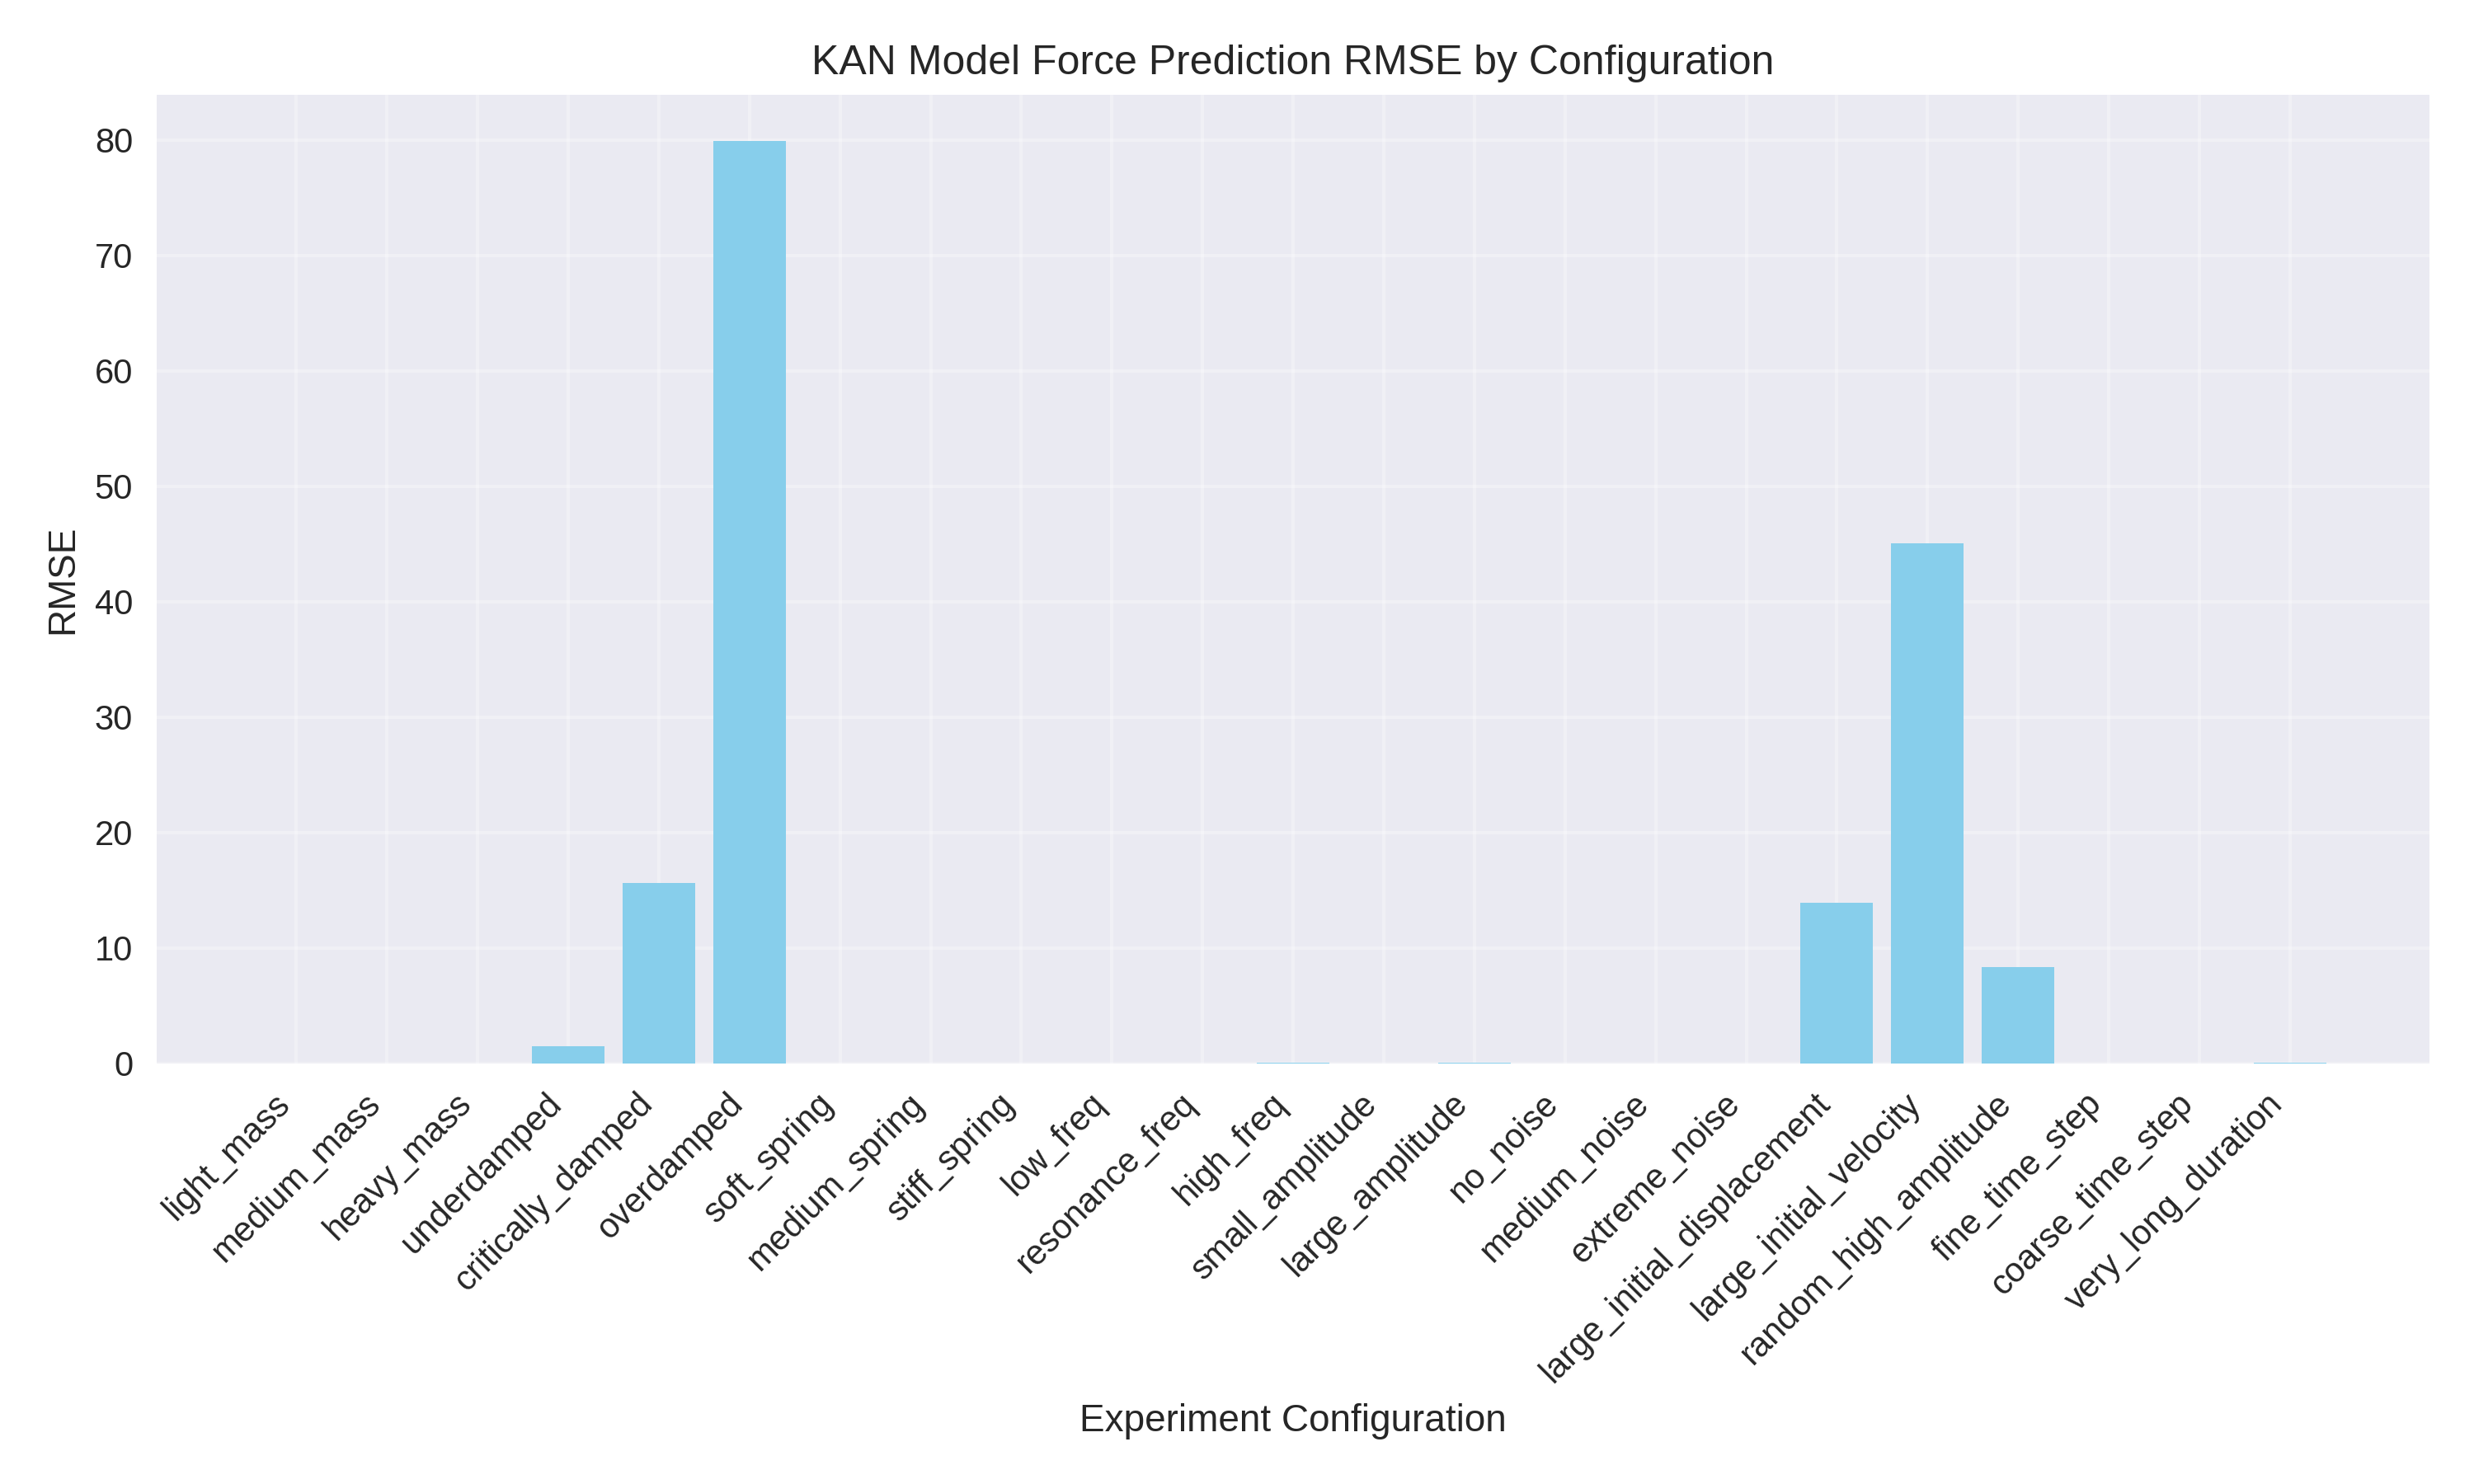 KAN Model Force Prediction RMSE by Configuration
RMSE
80
70
60
50
40
30
20
10
0
light_mass
medium_mass
heavy_mass
underdamped
critically_damped
overdamped
soft_spring
medium_spring
stiff_spring
low_freq
resonance_freq
high_freq
small_amplitude
large_amplitude
no_noise
medium_noise
extreme_noise
large_initial_displacement
large_initial_velocity
random_high_amplitude
fine_time_step
coarse_time_step
very_long_duration
Experiment Configuration